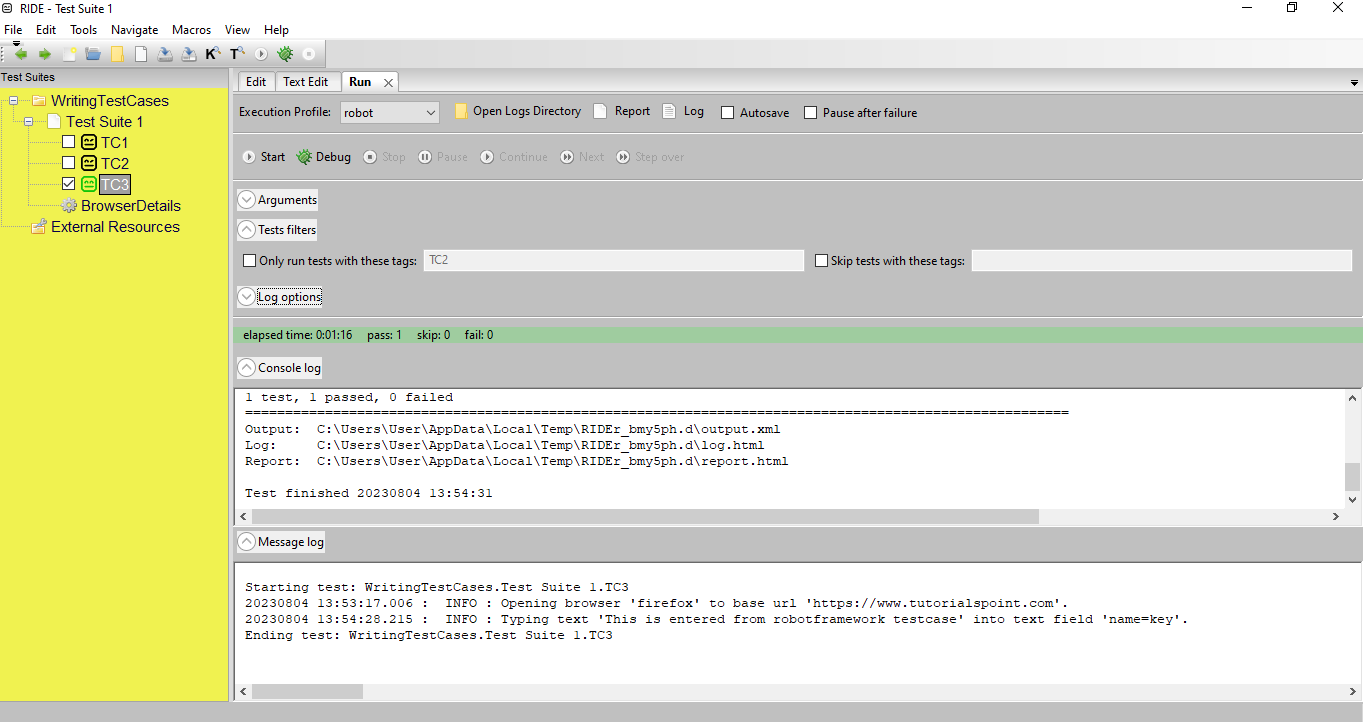 RIDE - Test Suite 1
File Edit Tools Navigate Macros View Help
K T
Test Suites
WritingTestCases
Test Suite 1
TC1
TC2
TC3
BrowserDetails
External Resources
Edit Text Edit Run
Execution Profile: robot Open Logs Directory Report Log Autosave Pause after failure
Start Debug Stop Pause Continue Next Step over
Arguments
Tests filters
Only run tests with these tags: TC2 Skip tests with these tags:
Log options
elapsed time: 0:01:16 pass: 1 skip: 0 fail: 0
Console log
1 test, 1 passed, 0 failed
==============================================================================
Output: C:\Users\User\AppData\Local\Temp\RIDEr_bmy5ph.d\output.xml
Log: C:\Users\User\AppData\Local\Temp\RIDEr_bmy5ph.d\log.html
Report: C:\Users\User\AppData\Local\Temp\RIDEr_bmy5ph.d\report.html
Test finished 20230804 13:54:31
Message log
Starting test: WritingTestCases.Test Suite 1.TC3
20230804 13:53:17.006 : INFO : Opening browser 'firefox' to base url 'https://www.tutorialspoint.com'.
20230804 13:54:28.215 : INFO : Typing text 'This is entered from robotframework testcase' into text field 'name=key'.
Ending test: WritingTestCases.Test Suite 1.TC3